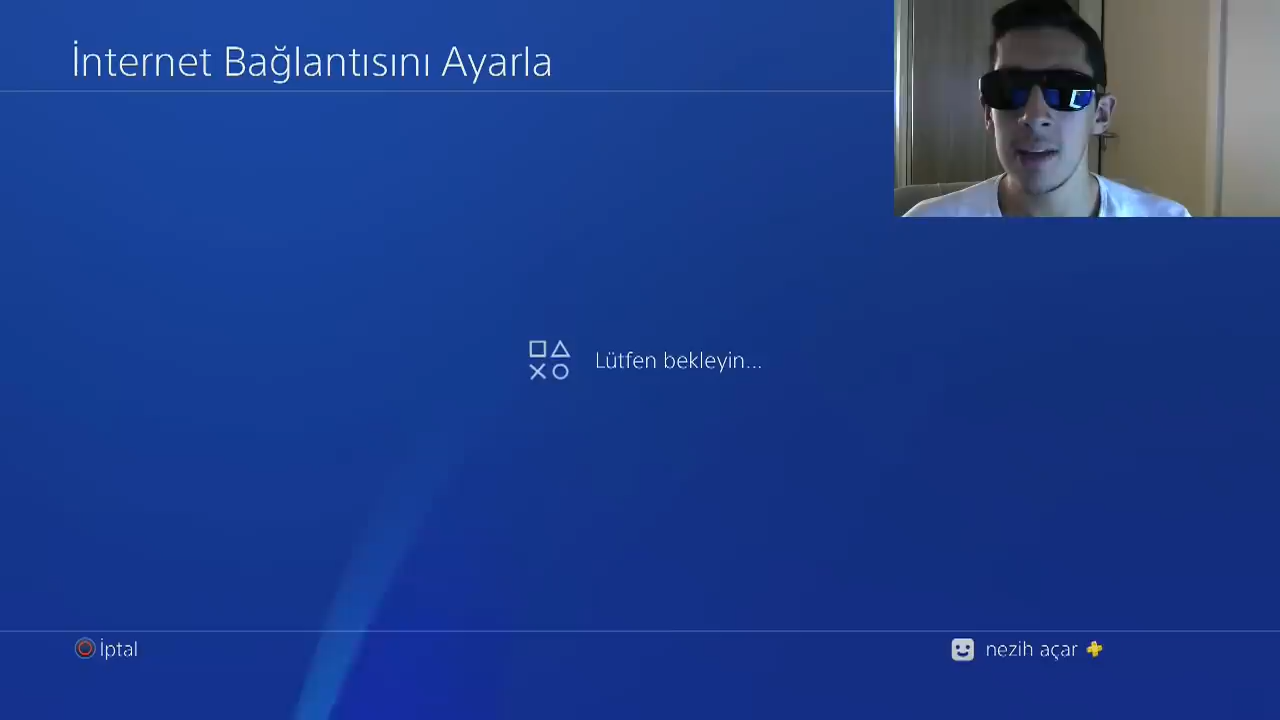 İnternet Bağlantısını Ayarla
Lütfen bekleyin...
İptal
nezih açar